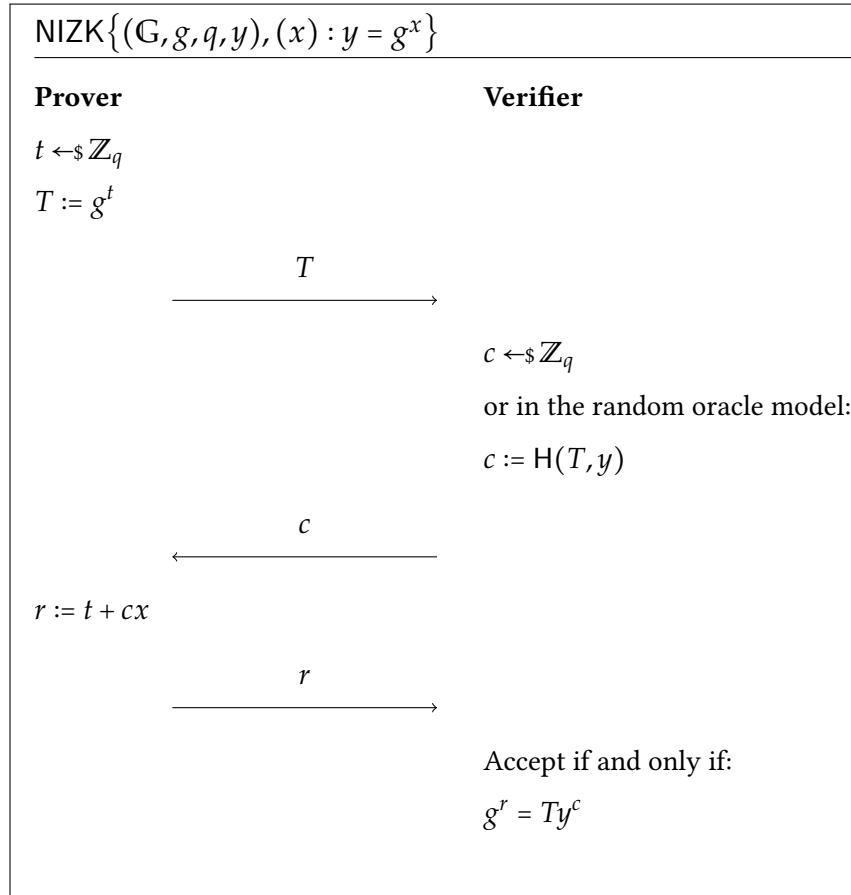 NIZK{(𝔾, g, q, y), (x) : y = g^x}
Prover Verifier
t ←$ ℤ_q
T := g^t
T
c ←$ ℤ_q
or in the random oracle model:
c := H(T, y)
c
r := t + cx
r
Accept if and only if:
g^r = Ty^c